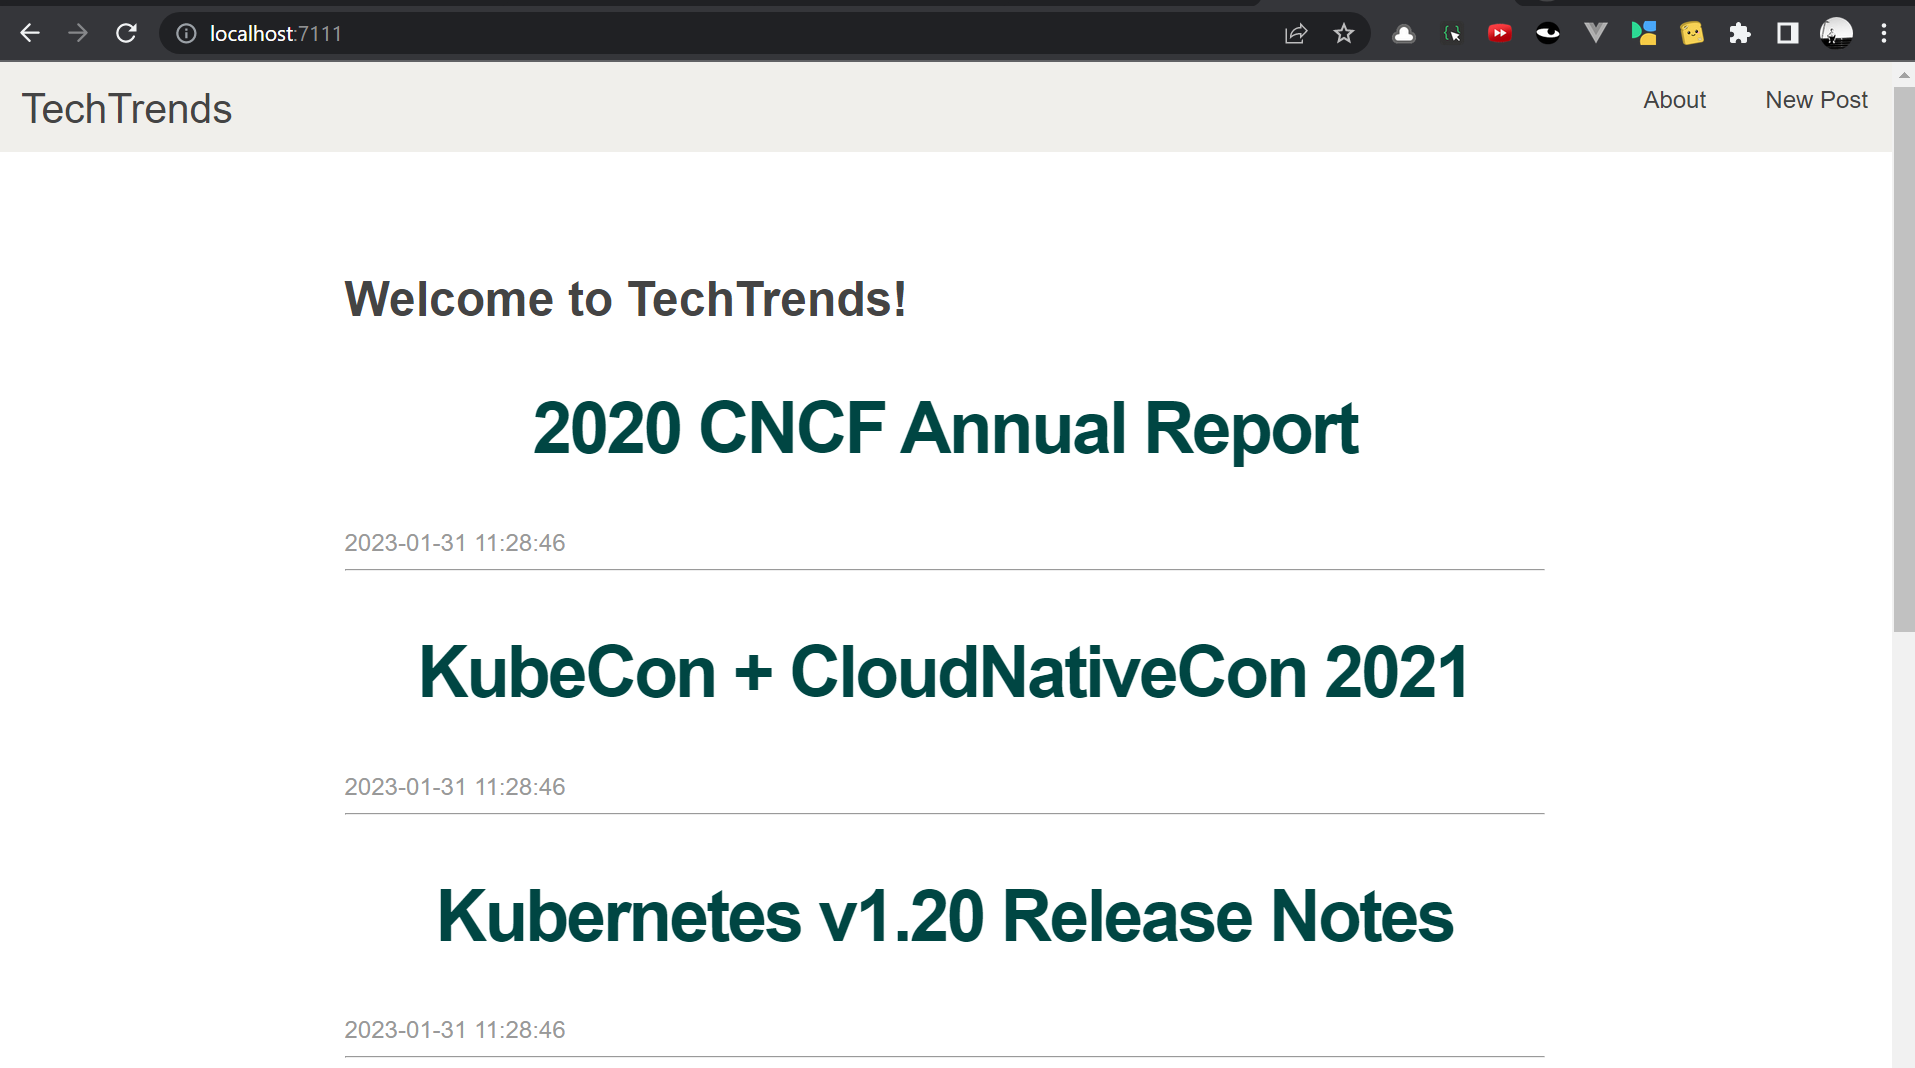 localhost:7111
TechTrends
About
New Post
Welcome to TechTrends!
2020 CNCF Annual Report
2023-01-31 11:28:46
KubeCon + CloudNativeCon 2021
2023-01-31 11:28:46
Kubernetes v1.20 Release Notes
2023-01-31 11:28:46